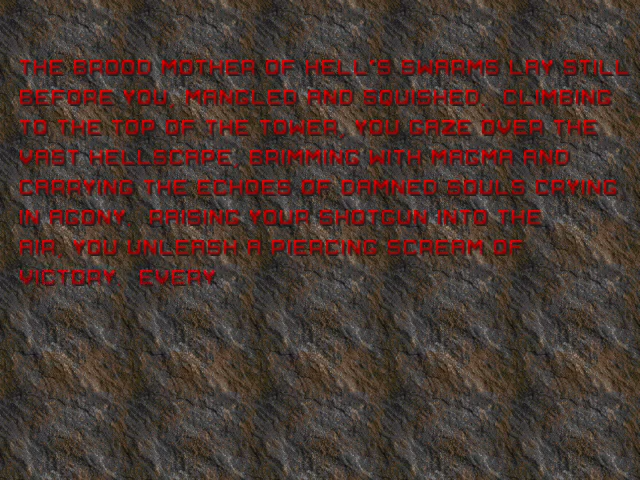 THE BROOD MOTHER OF HELL'S SWARMS LAY STILL
BEFORE YOU, MANGLED AND SQUISHED.  CLIMBING
TO THE TOP OF THE TOWER, YOU GAZE OVER THE
VAST HELLSCAPE, BRIMMING WITH MAGMA AND
CARRYING THE ECHOES OF DAMNED SOULS CRYING
IN AGONY.  RAISING YOUR SHOTGUN INTO THE
AIR, YOU UNLEASH A PIERCING SCREAM OF
VICTORY.  EVERY